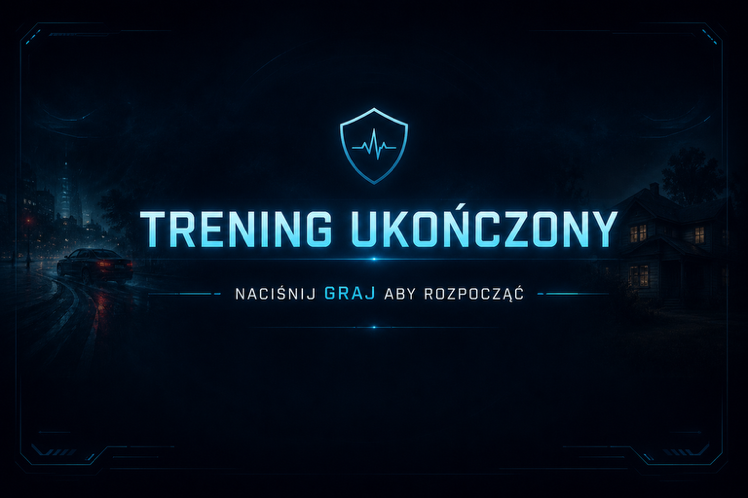 TRENING UKOŃCZONY
NACIŚNIJ GRAJ ABY ROZPOCZĄĆ